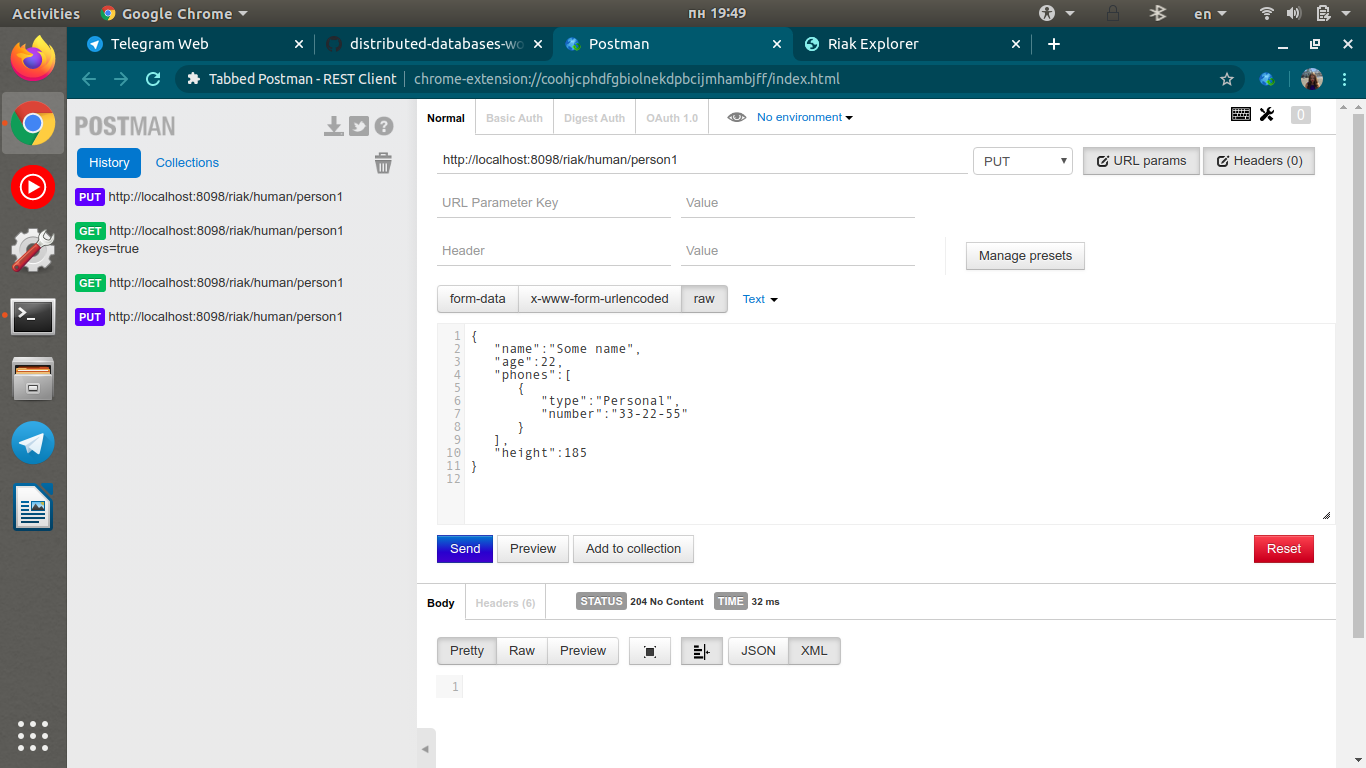 Activities
Google Chrome
пн 19:49
en
Telegram Web
distributed-databases-wo
Postman
Riak Explorer
Tabbed Postman - REST Client
chrome-extension://coohjcphdfgbiolnekdpbcijmhambjff/index.html
POSTMAN
History
Collections
PUT http://localhost:8098/riak/human/person1
GET http://localhost:8098/riak/human/person1
?keys=true
GET http://localhost:8098/riak/human/person1
PUT http://localhost:8098/riak/human/person1
Normal
Basic Auth
Digest Auth
OAuth 1.0
No environment
0
http://localhost:8098/riak/human/person1
PUT
URL params
Headers (0)
URL Parameter Key
Value
Header
Value
Manage presets
form-data
x-www-form-urlencoded
raw
Text
1 {
2 "name":"Some name",
3 "age":22,
4 "phones":[
5 {
6 "type":"Personal",
7 "number":"33-22-55"
8 }
9 ],
10 "height":185
11 }
12
Send
Preview
Add to collection
Reset
Body
Headers (6)
STATUS 204 No Content
TIME 32 ms
Pretty
Raw
Preview
JSON
XML
1